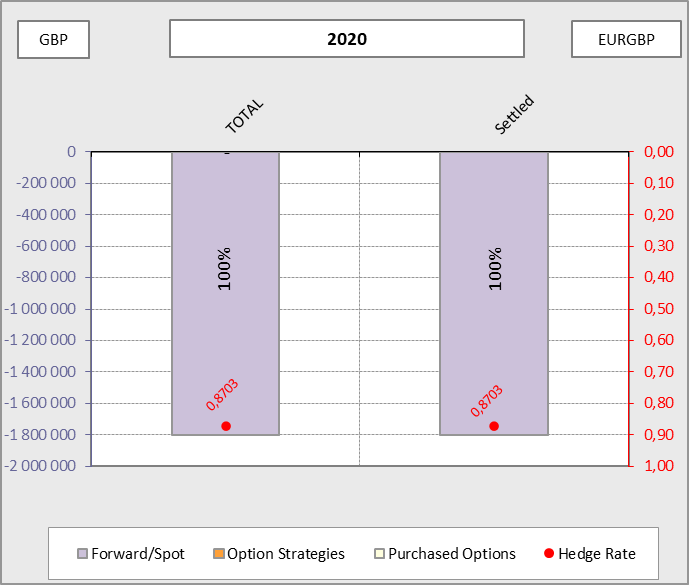 GBP
2020
EURGBP
TOTAL
Settled
0
-200 000
-400 000
-600 000
-800 000
-1 000 000
-1 200 000
-1 400 000
-1 600 000
-1 800 000
-2 000 000
100%
0,8703
100%
0,8703
0,00
0,10
0,20
0,30
0,40
0,50
0,60
0,70
0,80
0,90
1,00
Forward/Spot
Option Strategies
Purchased Options
Hedge Rate